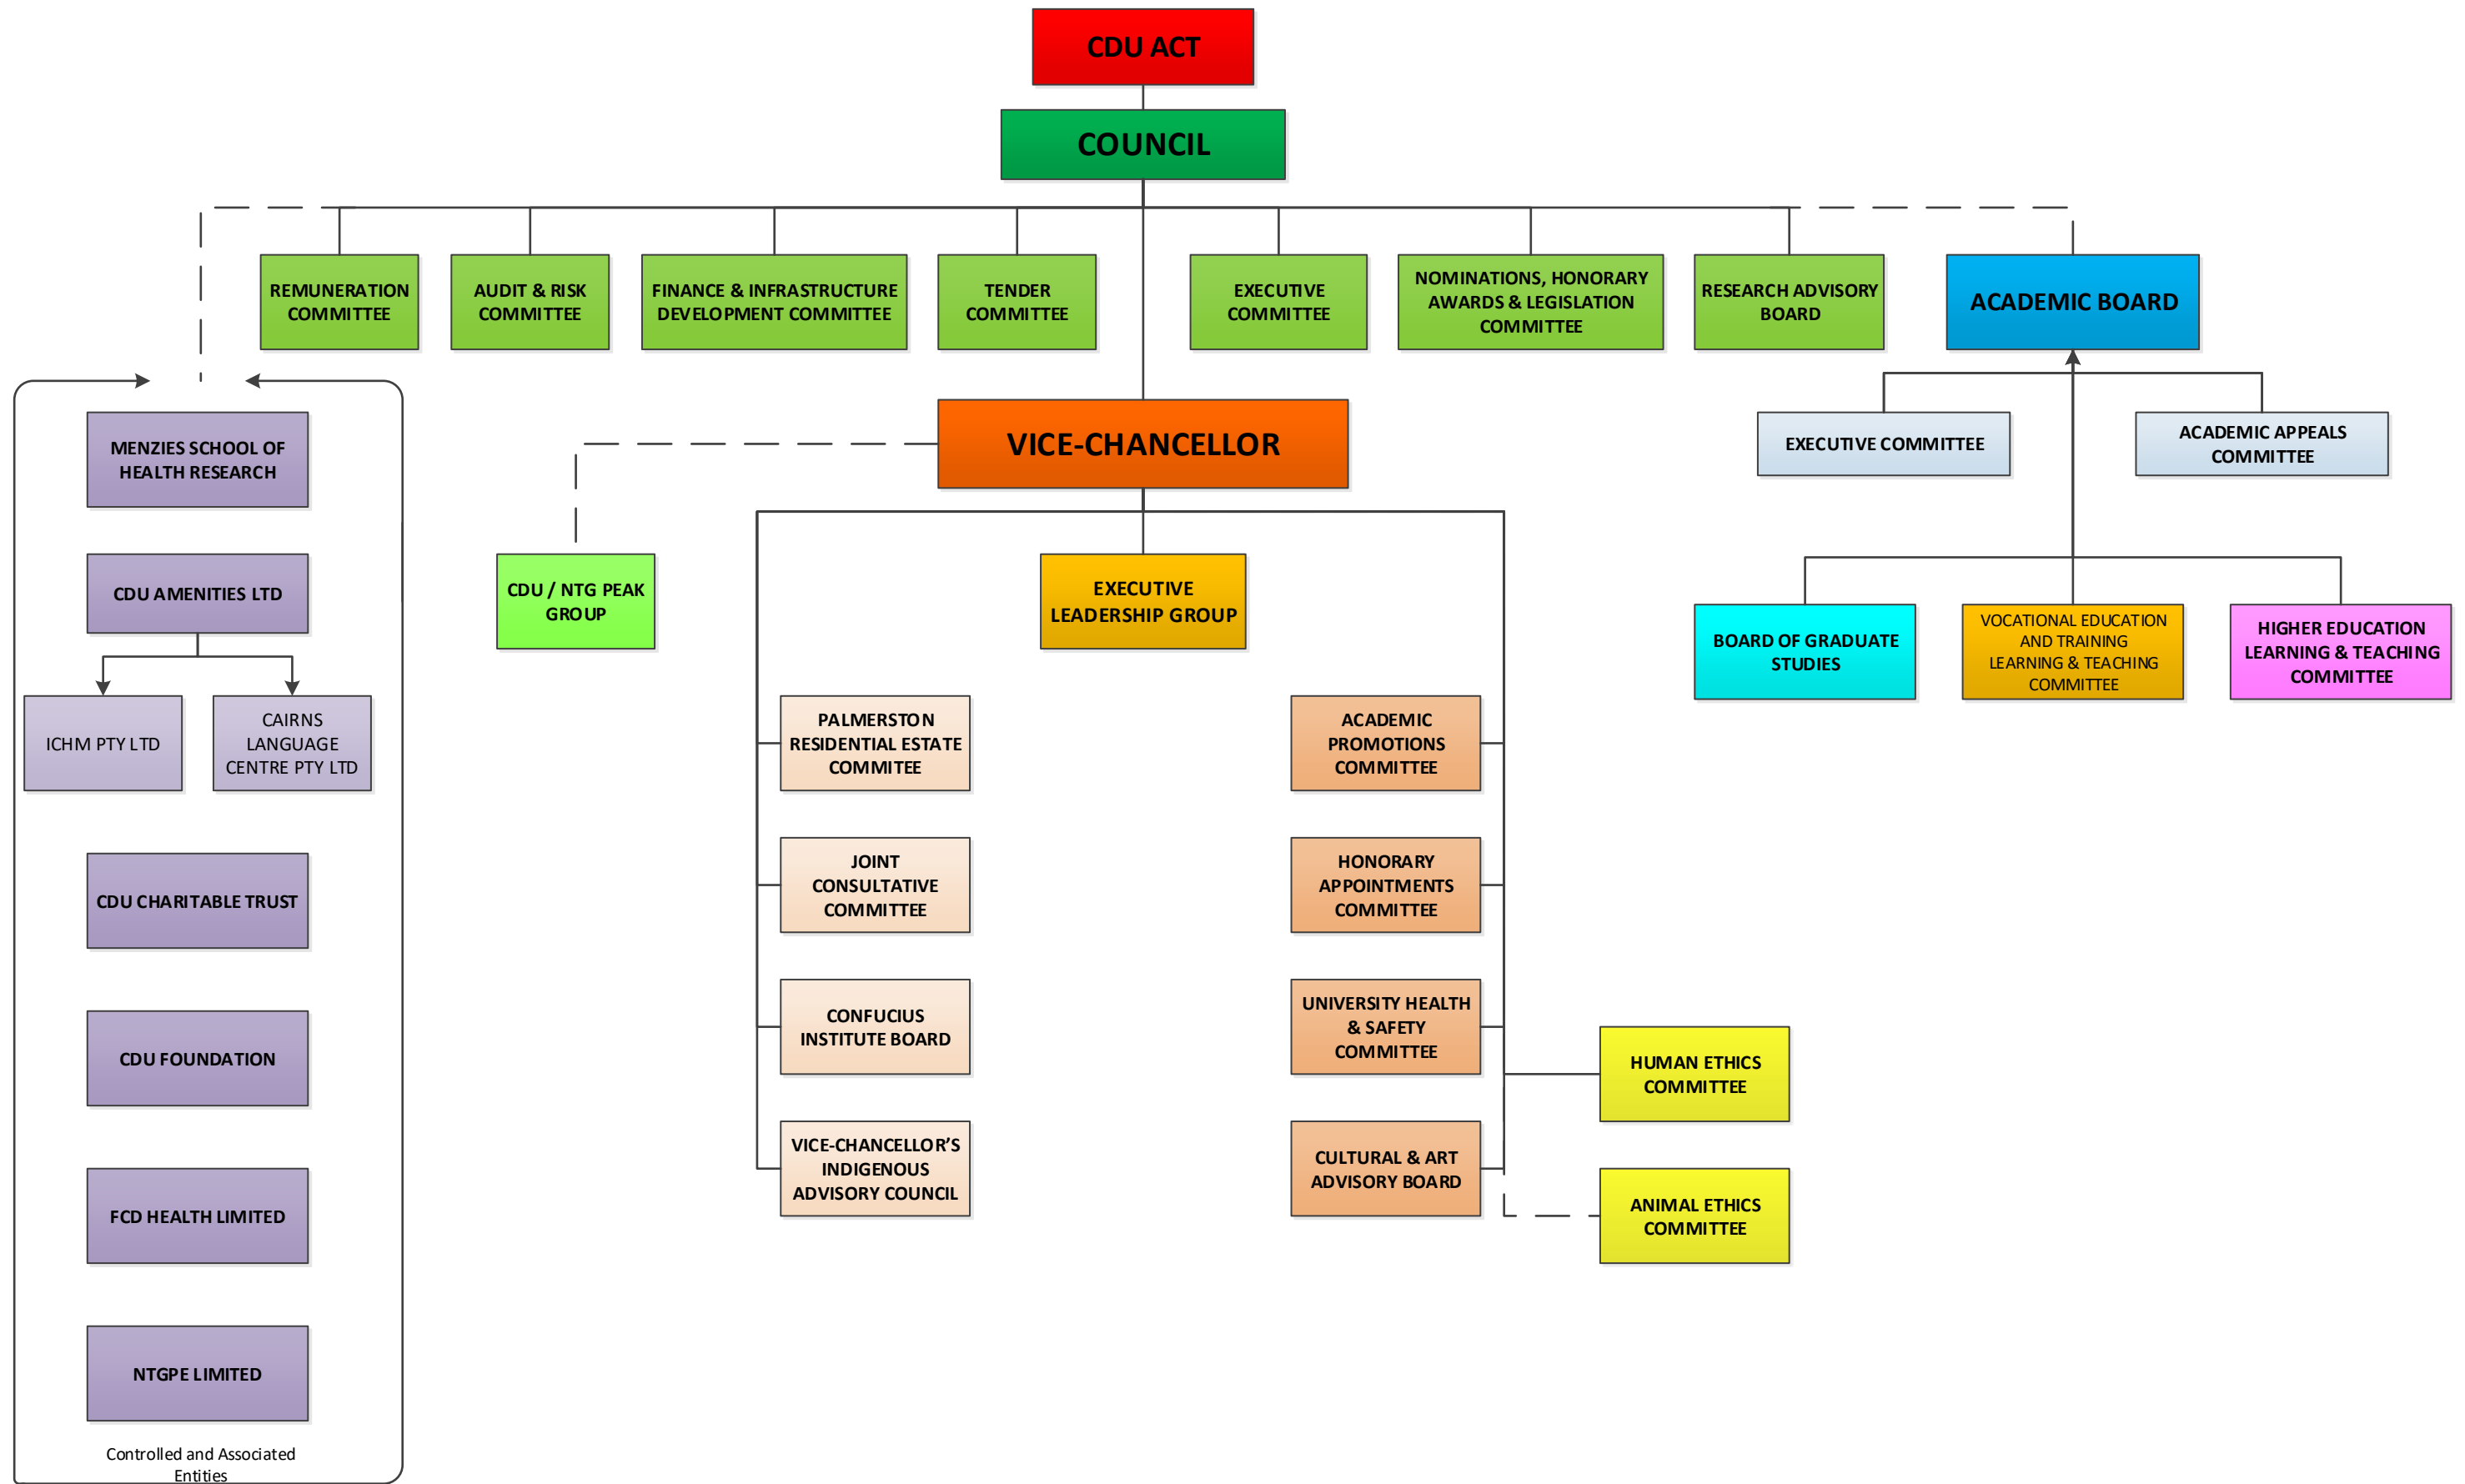 CDU ACT
COUNCIL
REMUNERATION
COMMITTEE
AUDIT & RISK
COMMITTEE
FINANCE & INFRASTRUCTURE
DEVELOPMENT COMMITTEE
TENDER
COMMITTEE
EXECUTIVE
COMMITTEE
NOMINATIONS, HONORARY
AWARDS & LEGISLATION
COMMITTEE
RESEARCH ADVISORY
BOARD
ACADEMIC BOARD
VICE-CHANCELLOR
EXECUTIVE COMMITTEE
ACADEMIC APPEALS
COMMITTEE
MENZIES SCHOOL OF
HEALTH RESEARCH
CDU AMENITIES LTD
ICHM PTY LTD
CAIRNS
LANGUAGE
CENTRE PTY LTD
CDU CHARITABLE TRUST
CDU FOUNDATION
FCD HEALTH LIMITED
NTGPE LIMITED
Controlled and Associated
Entities
CDU / NTG PEAK
GROUP
EXECUTIVE
LEADERSHIP GROUP
BOARD OF GRADUATE
STUDIES
VOCATIONAL EDUCATION
AND TRAINING
LEARNING & TEACHING
COMMITTEE
HIGHER EDUCATION
LEARNING & TEACHING
COMMITTEE
PALMERSTON
RESIDENTIAL ESTATE
COMMITEE
JOINT
CONSULTATIVE
COMMITTEE
CONFUCIUS
INSTITUTE BOARD
VICE-CHANCELLOR’S
INDIGENOUS
ADVISORY COUNCIL
ACADEMIC
PROMOTIONS
COMMITTEE
HONORARY
APPOINTMENTS
COMMITTEE
UNIVERSITY HEALTH
& SAFETY
COMMITTEE
CULTURAL & ART
ADVISORY BOARD
HUMAN ETHICS
COMMITTEE
ANIMAL ETHICS
COMMITTEE